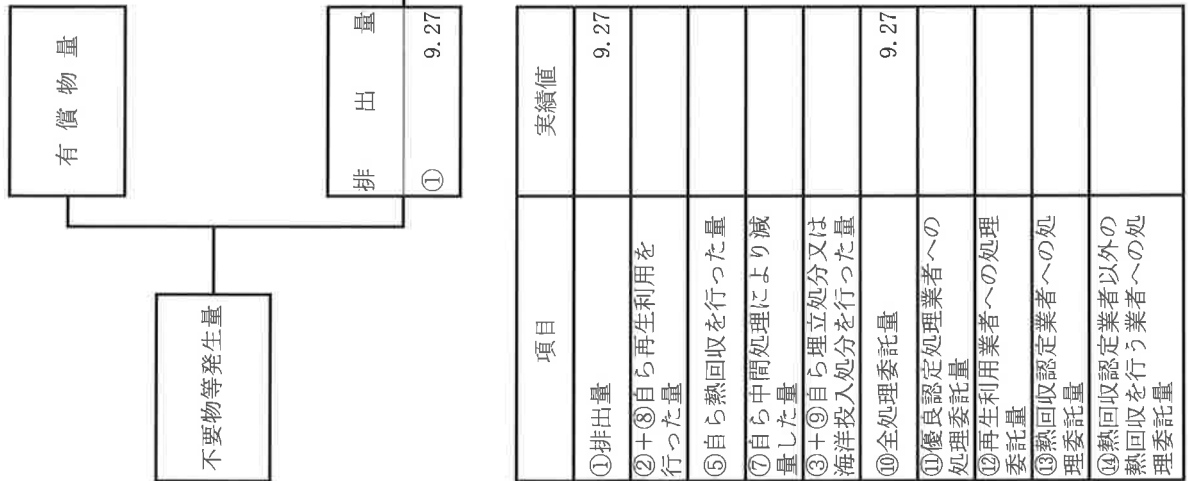 有償物量
不要物等発生量
排出量
① 9.27
項目 実績値
①排出量 9.27
②+⑧自ら再生利用を
行った量
⑤自ら熱回収を行った量
⑦自ら中間処理により減
量した量
③+⑨自ら埋立処分又は
海洋投入処分を行った量
⑩全処理委託量 9.27
⑪優良認定処理業者への
処理委託量
⑫再生利用業者への処理
委託量
⑬熱回収認定業者への処
理委託量
⑭熱回収認定業者以外の
熱回収を行う業者への処
理委託量